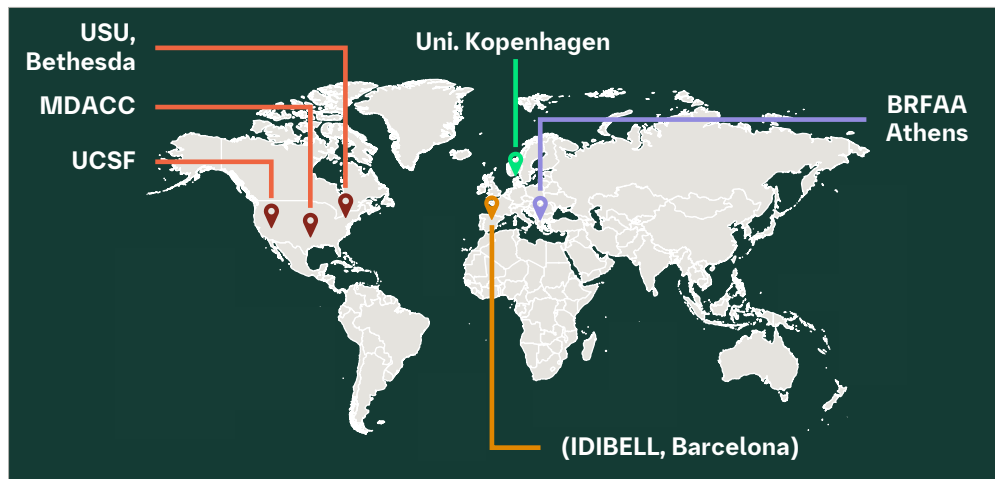 USU,
Bethesda
MDACC
UCSF
Uni. Kopenhagen
BRFAA
Athens
(IDIBELL, Barcelona)